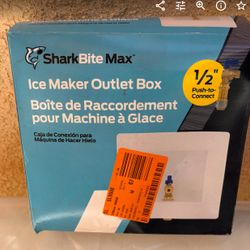 SharkBite Max
Ice Maker Outlet Box
Boîte de Raccordement
pour Machine à Glace
Caja de Conexión para
Máquina de Hacer Hielo
1/2"
Push-to-
Connect